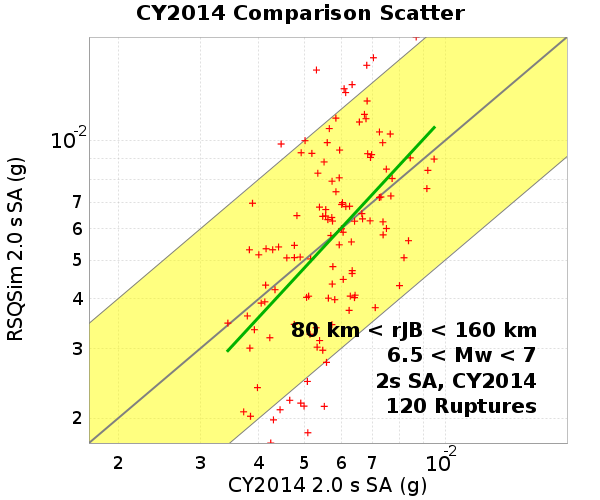 CY2014 Comparison Scatter
RSQSim 2.0 s SA (g)
10-2
7
6
5
4
3
2
80 km < rJB < 160 km
6.5 < Mw < 7
2s SA, CY2014
120 Ruptures
2 3 4 5 6 7 10-2
CY2014 2.0 s SA (g)